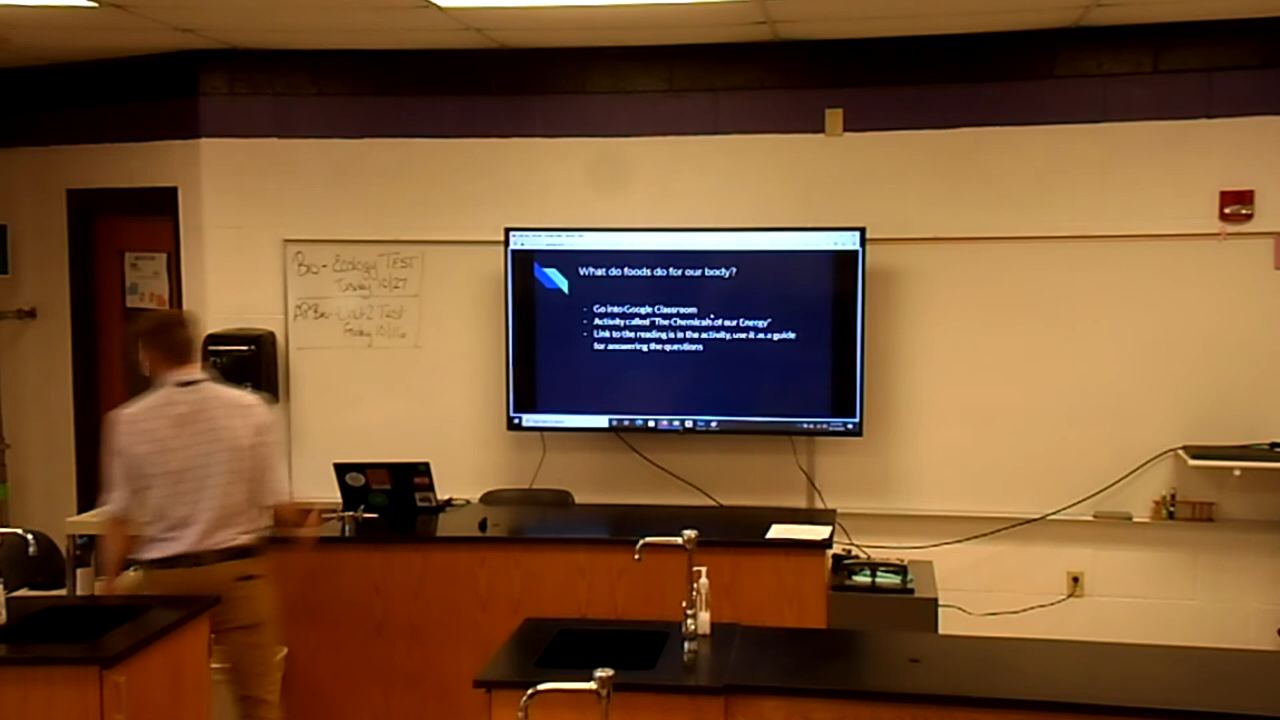 Bio - Ecology TEST
Tuesday 10/27
AP Bio - Unit 2 Test
Friday 10/16
What do foods do for our body?
- Go into Google Classroom
- Activity called "The Chemicals of our Energy"
- Link to the reading is in the activity, use it as a guide
for answering the questions